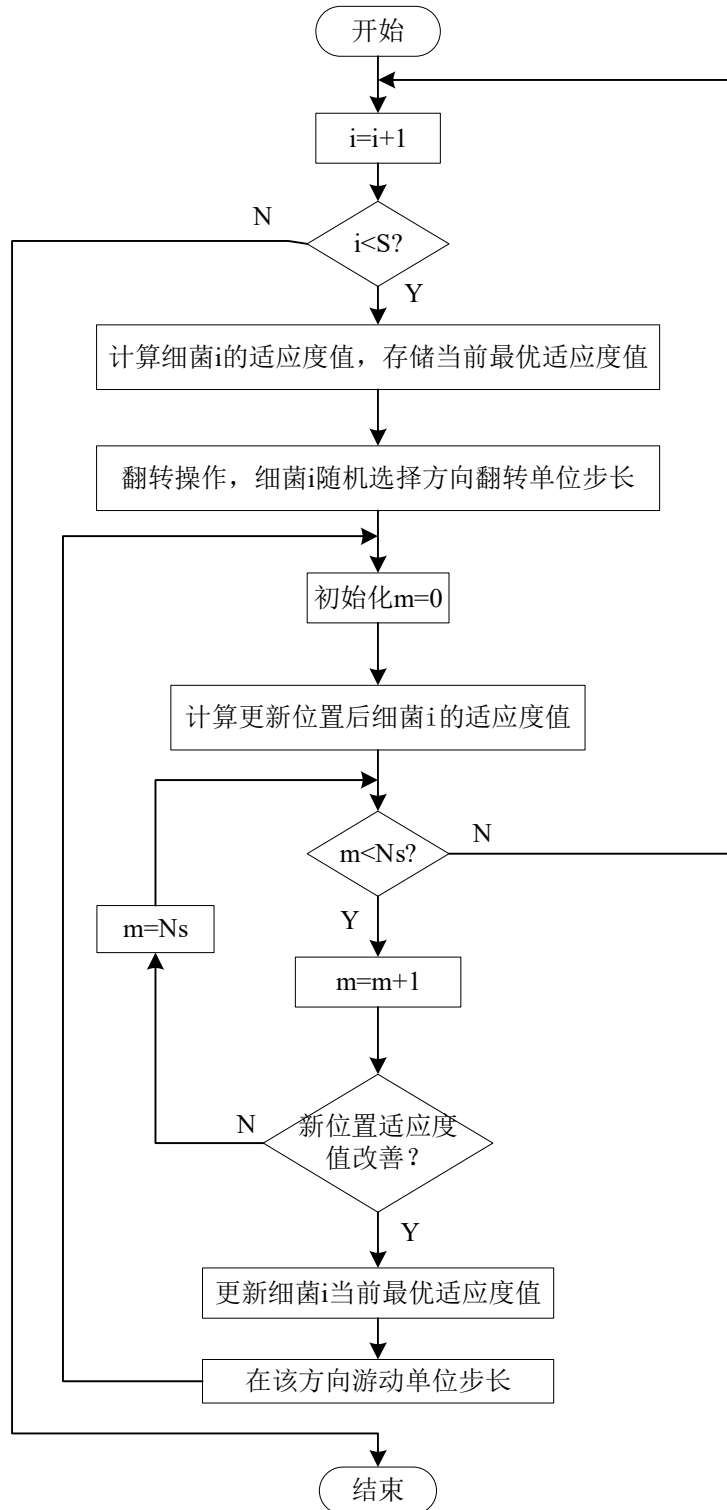 开始
i=i+1
N
i<S?
Y
计算细菌i的适应度值，存储当前最优适应度值
翻转操作，细菌i随机选择方向翻转单位步长
初始化m=0
计算更新位置后细菌i的适应度值
m<Ns?
N
Y
m=Ns
m=m+1
N
新位置适应度
值改善？
Y
更新细菌i当前最优适应度值
在该方向游动单位步长
结束